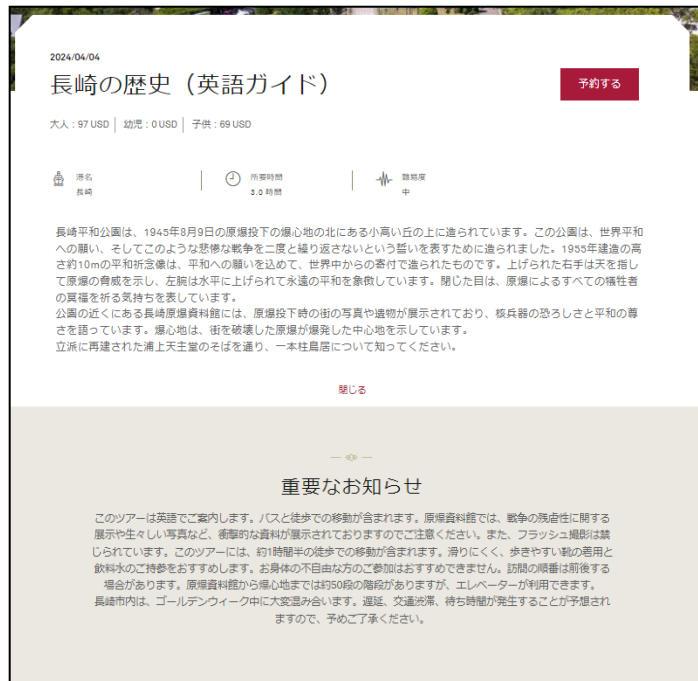 2024/04/04
長崎の歴史（英語ガイド）
予約する
大人：97 USD │ 幼児：0 USD │ 子供：69 USD
港名
長崎
所要時間
3.0 時間
難易度
中
長崎平和公園は、1945年8月9日の原爆投下の爆心地の北にある小高い丘の上に造られています。この公園は、世界平和
への願い、そしてこのような悲惨な戦争を二度と繰り返さないという誓いを表すために造られました。1955年建造の高
さ約10mの平和祈念像は、平和への願いを込めて、世界中からの寄付で造られたものです。上げられた右手は天を指し
て原爆の脅威を示し、左腕は水平に上げられて永遠の平和を象徴しています。閉じた目は、原爆によるすべての犠牲者
の冥福を祈る気持ちを表しています。
公園の近くにある長崎原爆資料館には、原爆投下時の街の写真や遺物が展示されており、核兵器の恐ろしさと平和の尊
さを語っています。爆心地は、街を破壊した原爆が爆発した中心地を示しています。
立派に再建された浦上天主堂のそばを通り、一本柱鳥居について知ってください。
閉じる
重要なお知らせ
このツアーは英語でご案内します。バスと徒歩での移動が含まれます。原爆資料館では、戦争の残虐性に関する
展示や生々しい写真など、衝撃的な資料が展示されておりますのでご注意ください。また、フラッシュ撮影は禁
じられています。このツアーには、約1時間半の徒歩での移動が含まれます。滑りにくく、歩きやすい靴の着用と
飲料水のご持参をおすすめします。お身体の不自由な方のご参加はおすすめできません。訪問の順番は前後する
場合があります。原爆資料館から爆心地までは約50段の階段がありますが、エレベーターが利用できます。
長崎市内は、ゴールデンウィーク中に大変混み合います。遅延、交通渋滞、待ち時間が発生することが予想され
ますので、予めご了承ください。